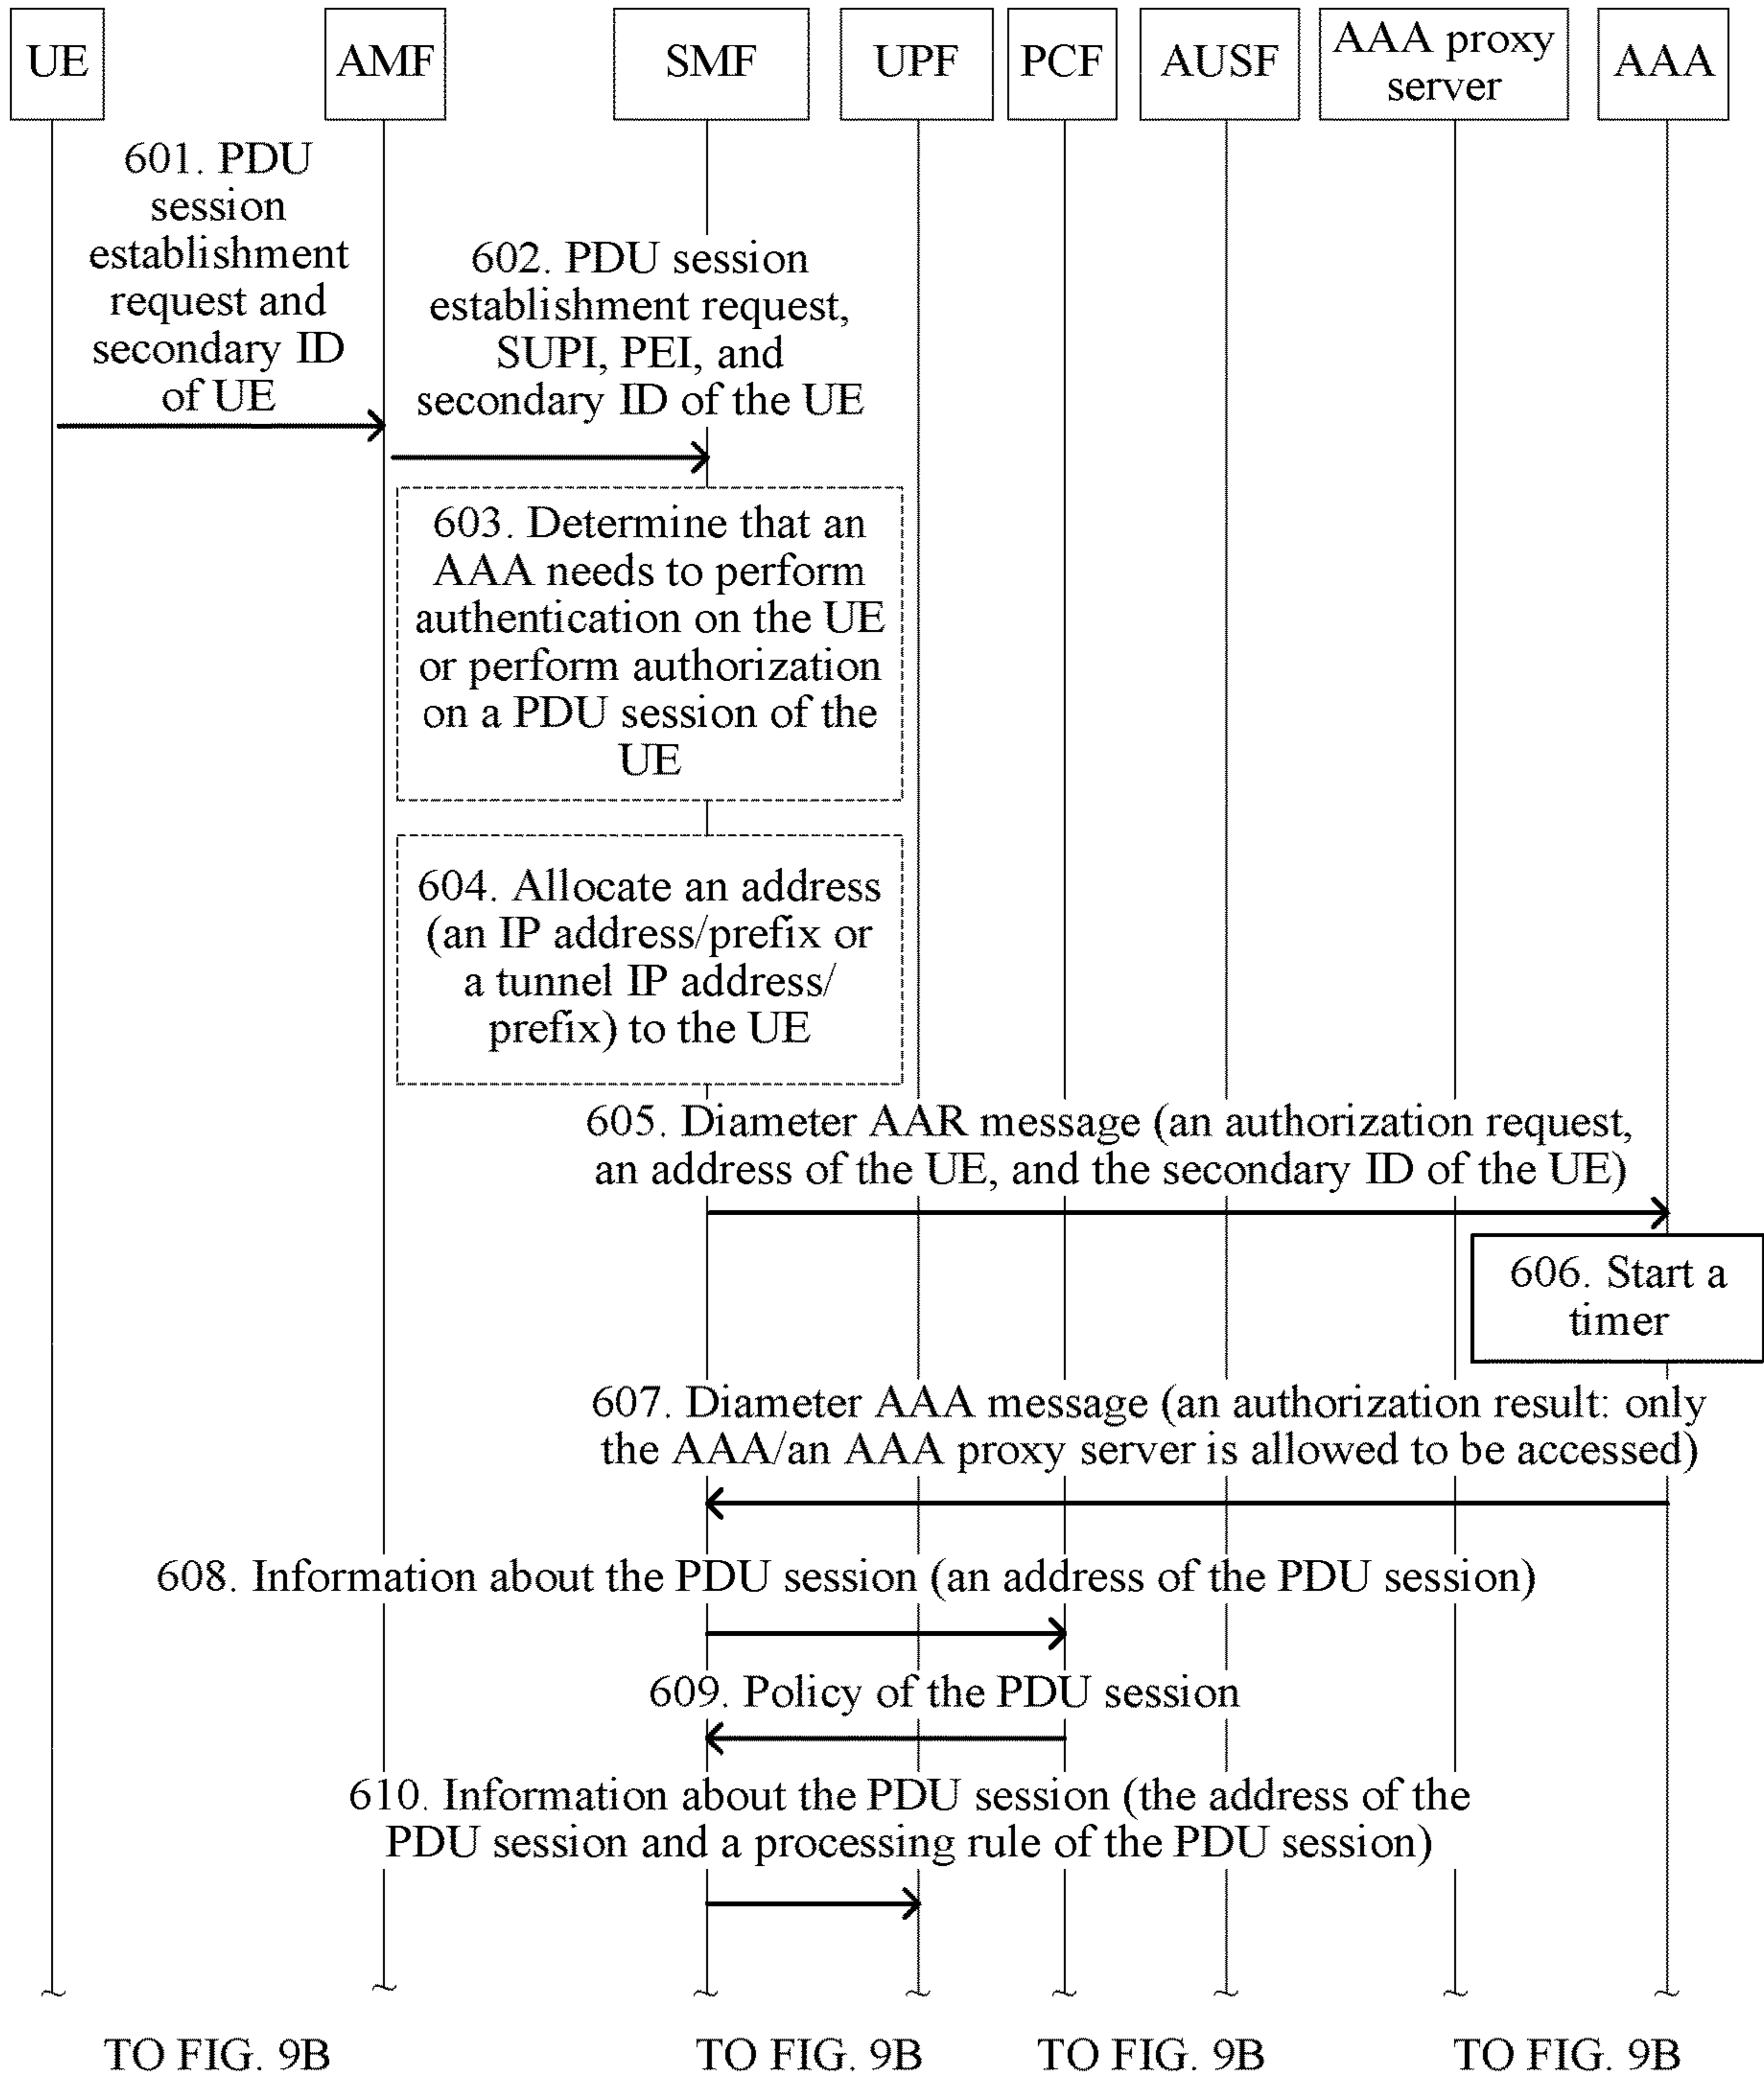 UE
AMF
SMF
UPF
PCF
AUSF
AAA proxy
server
AAA
601. PDU
session
establishment
request and
secondary ID
of UE
602. PDU session
establishment request,
SUPI, PEI, and
secondary ID of the UE
603. Determine that an
AAA needs to perform
authentication on the UE
or perform authorization
on a PDU session of the
UE
604. Allocate an address
(an IP address/prefix or
a tunnel IP address/
prefix) to the UE
605. Diameter AAR message (an authorization request,
an address of the UE, and the secondary ID of the UE)
606. Start a
timer
607. Diameter AAA message (an authorization result: only
the AAA/an AAA proxy server is allowed to be accessed)
608. Information about the PDU session (an address of the PDU session)
609. Policy of the PDU session
610. Information about the PDU session (the address of the
PDU session and a processing rule of the PDU session)
TO FIG. 9B
TO FIG. 9B
TO FIG. 9B
TO FIG. 9B